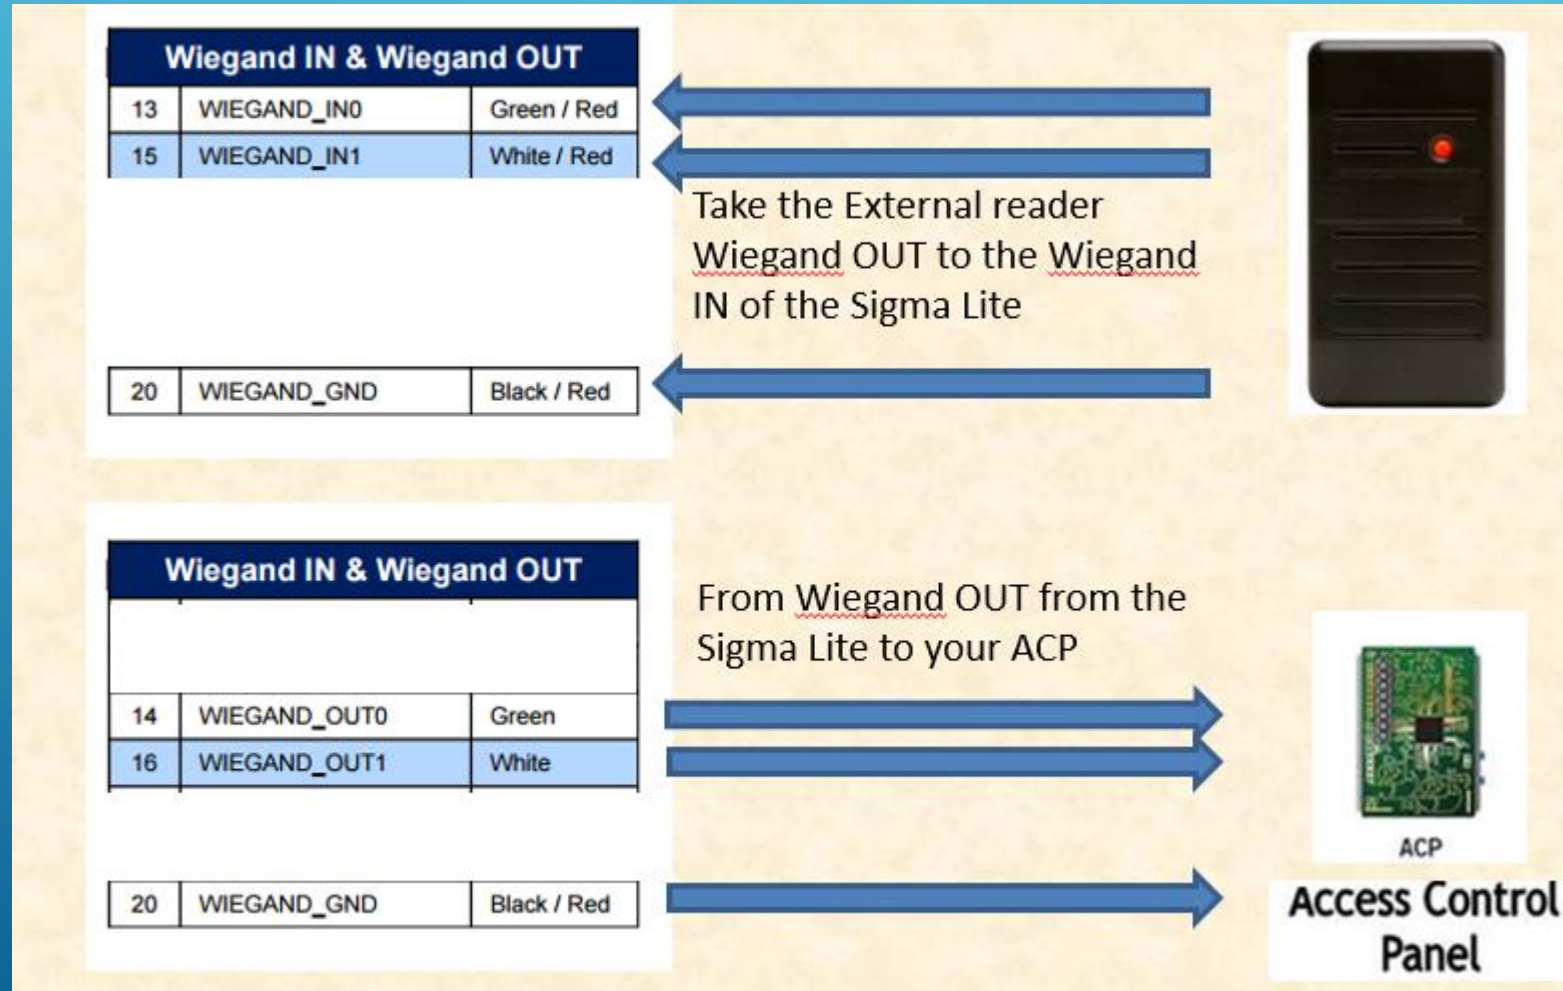 Wiegand IN & Wiegand OUT
13 WIEGAND_IN0 Green / Red
15 WIEGAND_IN1 White / Red
Take the External reader
Wiegand OUT to the Wiegand
IN of the Sigma Lite
20 WIEGAND_GND Black / Red
Wiegand IN & Wiegand OUT
From Wiegand OUT from the
Sigma Lite to your ACP
14 WIEGAND_OUT0 Green
16 WIEGAND_OUT1 White
20 WIEGAND_GND Black / Red
ACP
Access Control
Panel